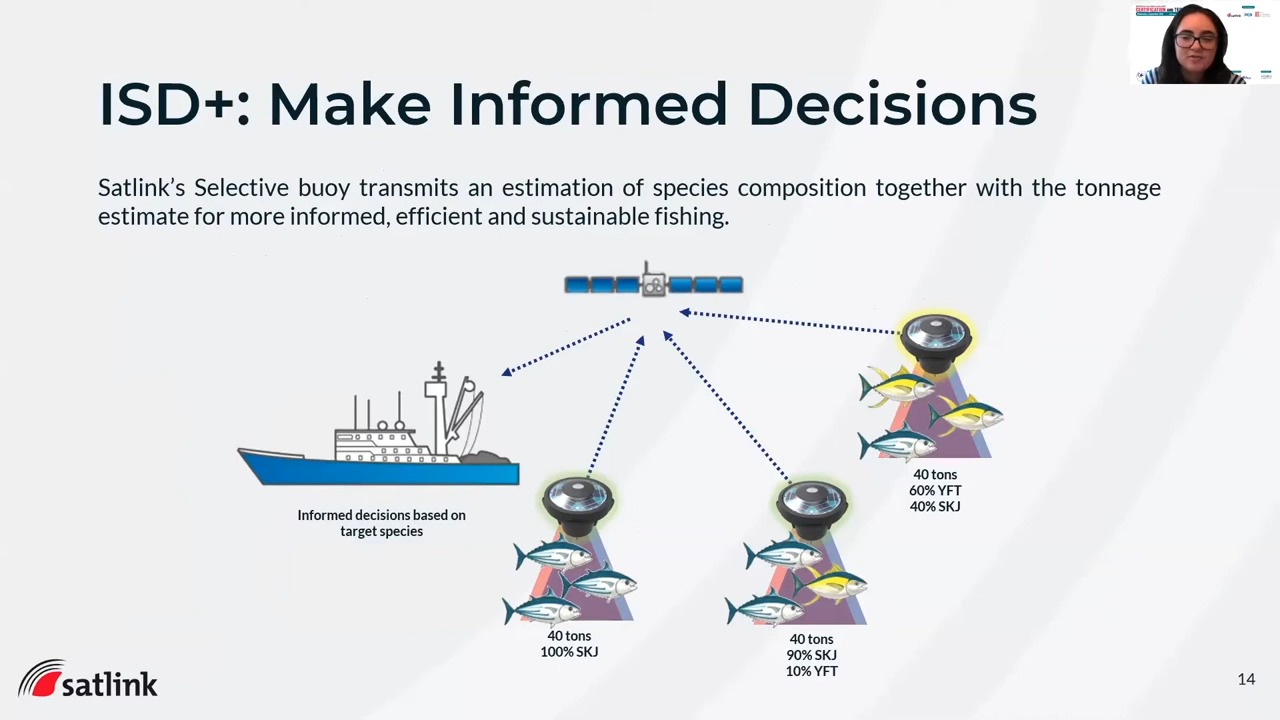 CERTIFICATION AND
ISD+: Make Informed Decisions
Satlink’s Selective buoy transmits an estimation of species composition together with the tonnage
estimate for more informed, efficient and sustainable fishing.
40 tons
60% YFT
40% SKJ
Informed decisions based on
target species
40 tons
100% SKJ
40 tons
90% SKJ
10% YFT
satlink
14